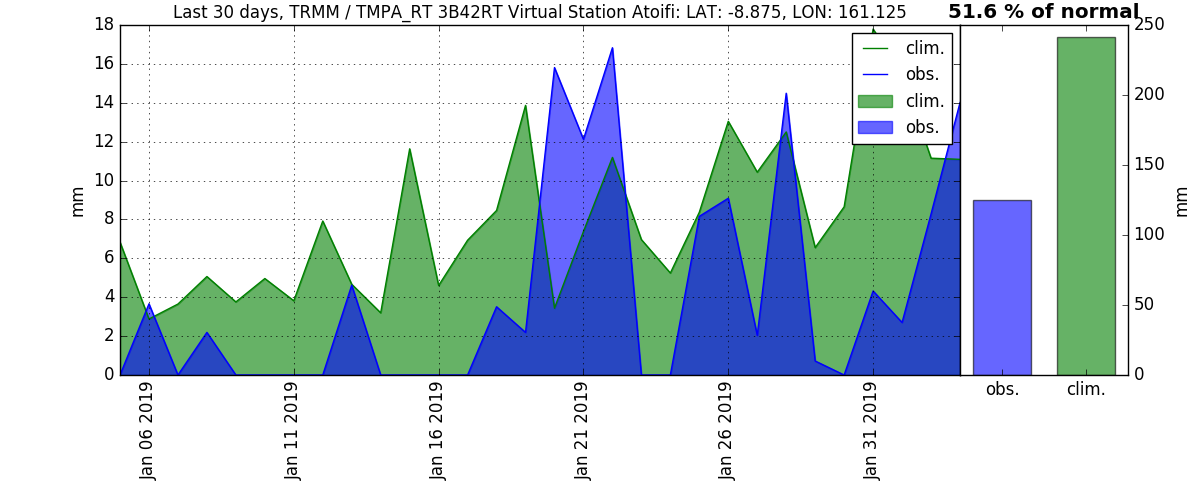 Last 30 days, TRMM / TMPA_RT 3B42RT Virtual Station Atoifi: LAT: -8.875, LON: 161.125
51.6 % of normal
18
16
14
12
10
8
6
4
2
0
mm
clim.
obs.
clim.
obs.
Jan 06 2019
Jan 11 2019
Jan 16 2019
Jan 21 2019
Jan 26 2019
Jan 31 2019
250
200
150
100
50
0
mm
obs.
clim.